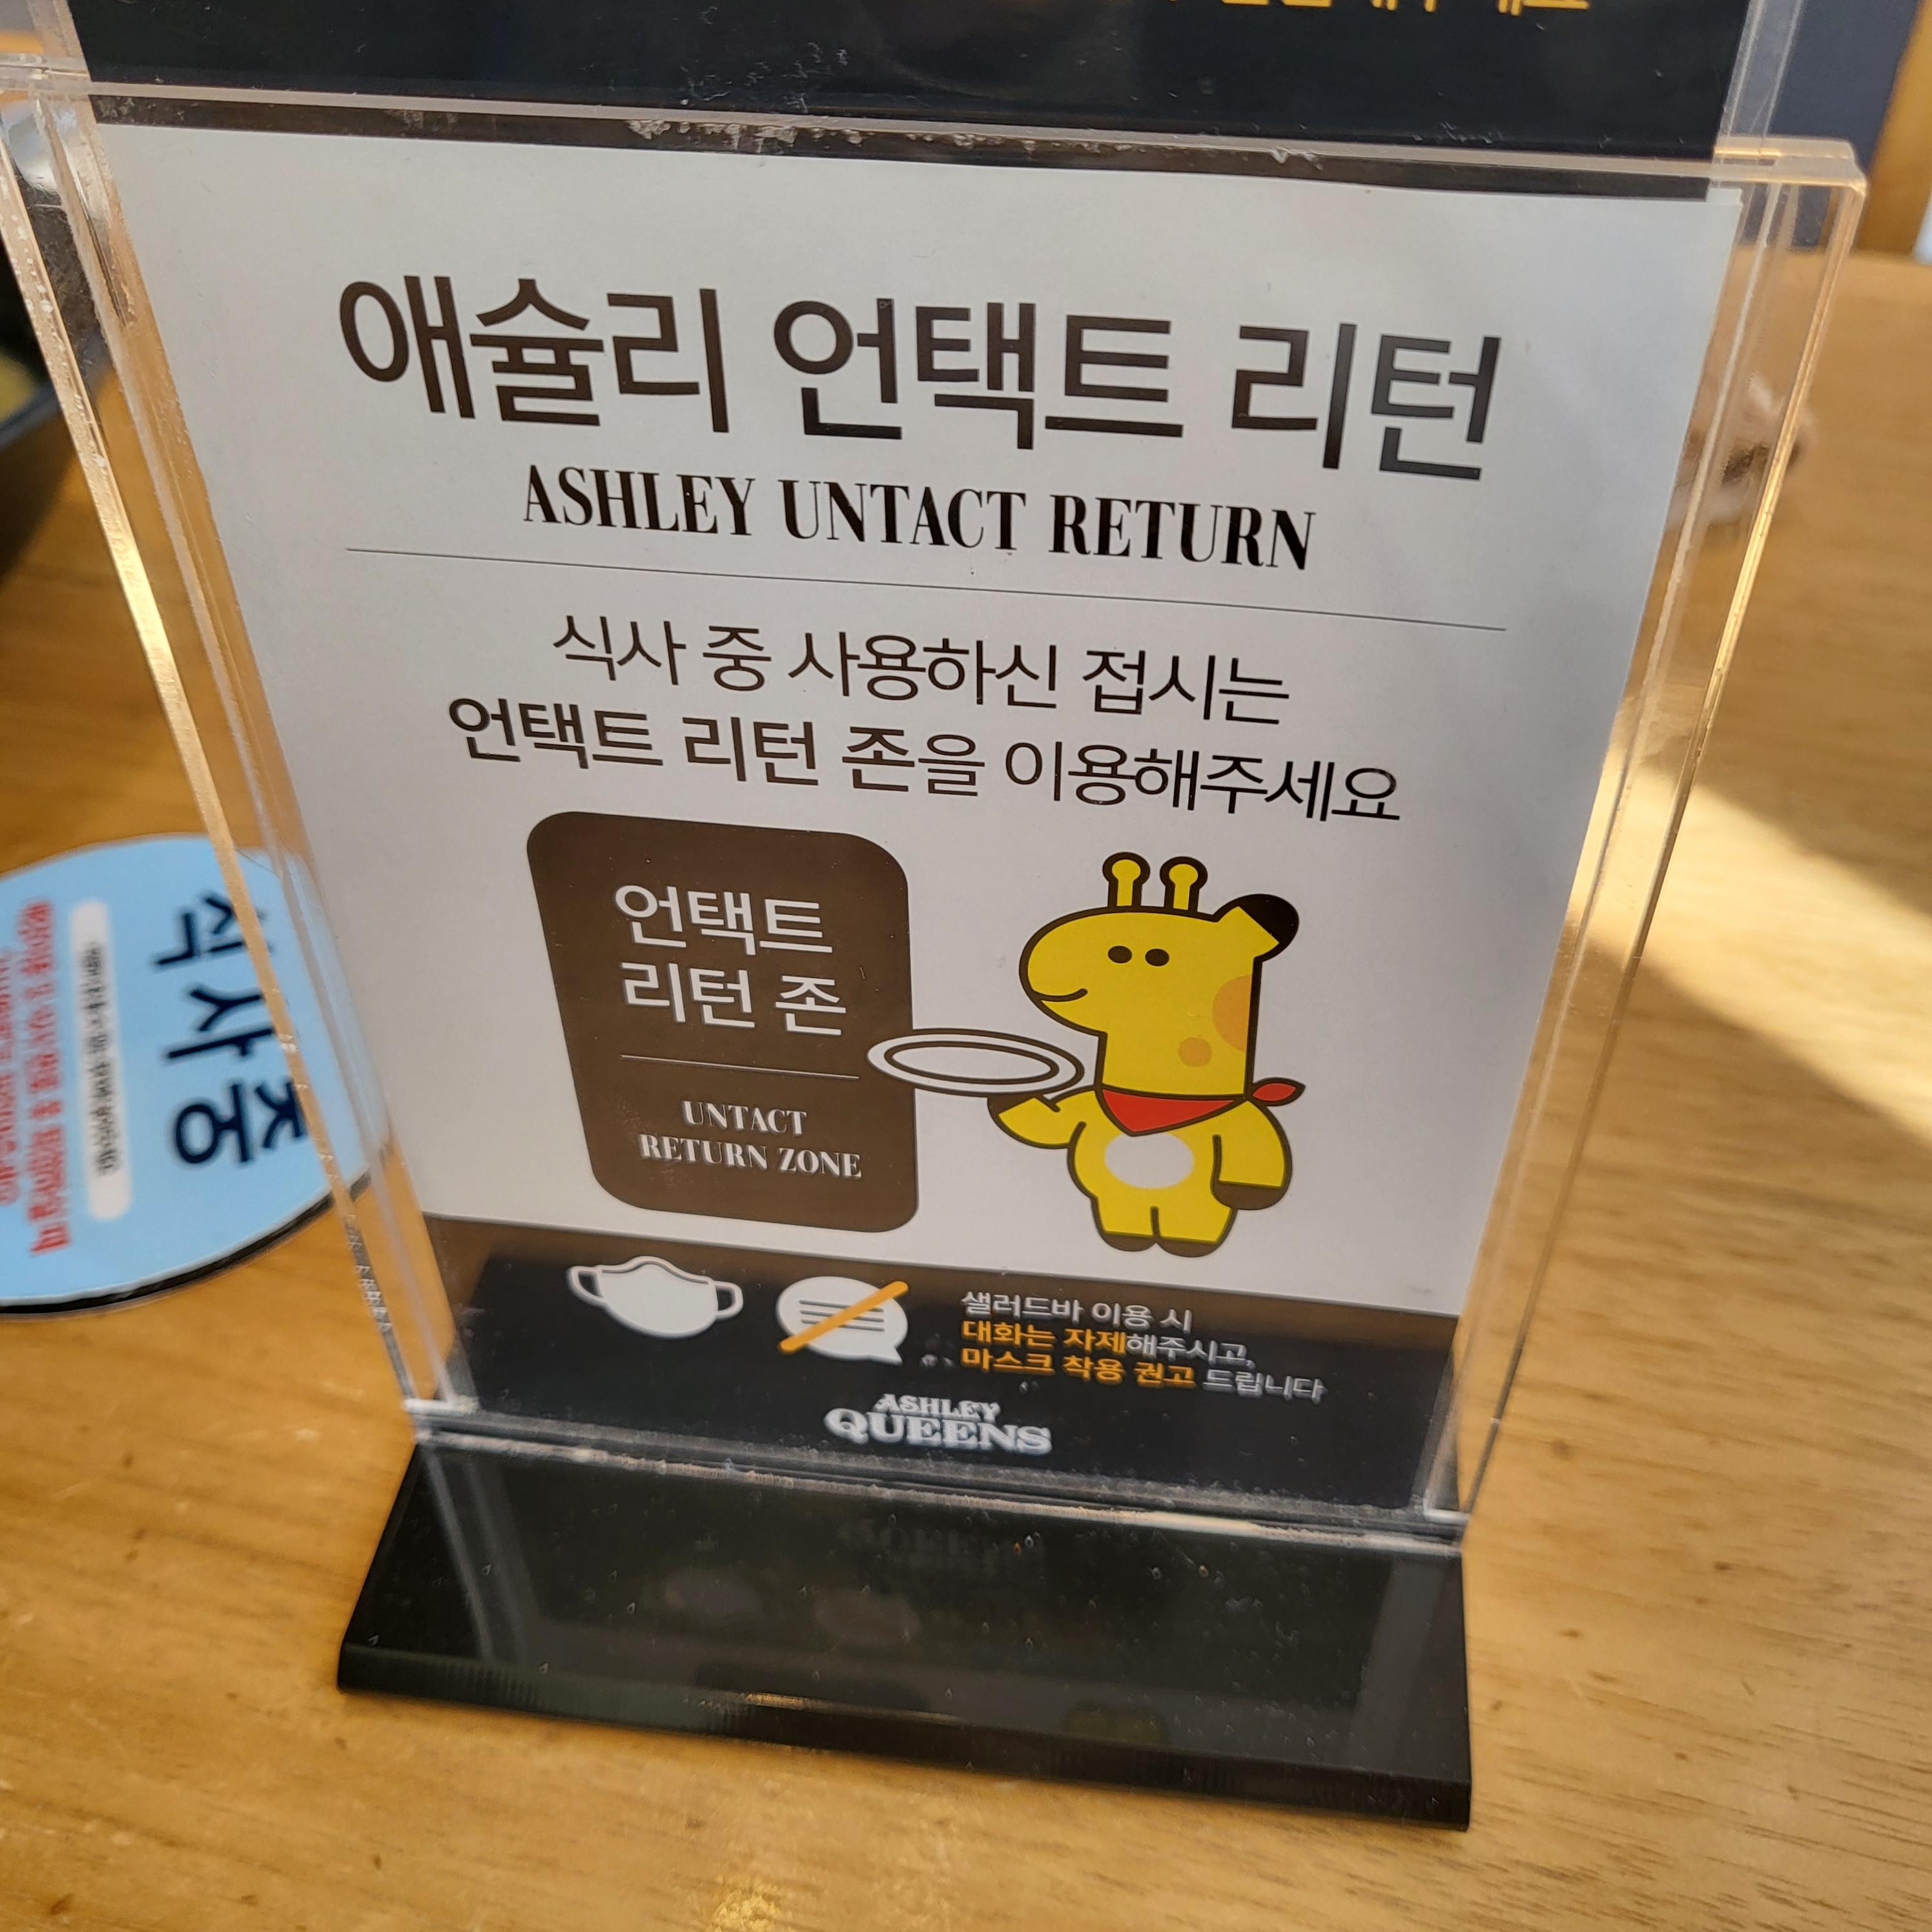 애슐리 언택트 리턴
ASHLEY UNTACT RETURN
식사 중 사용하신 접시는
언택트 리턴 존을 이용해주세요
언택트
리턴 존
UNTACT
RETURN ZONE
샐러드바 이용 시
대화는 자제해주시고,
마스크 착용 권고 드립니다
ASHLEY
QUEENS
식사중